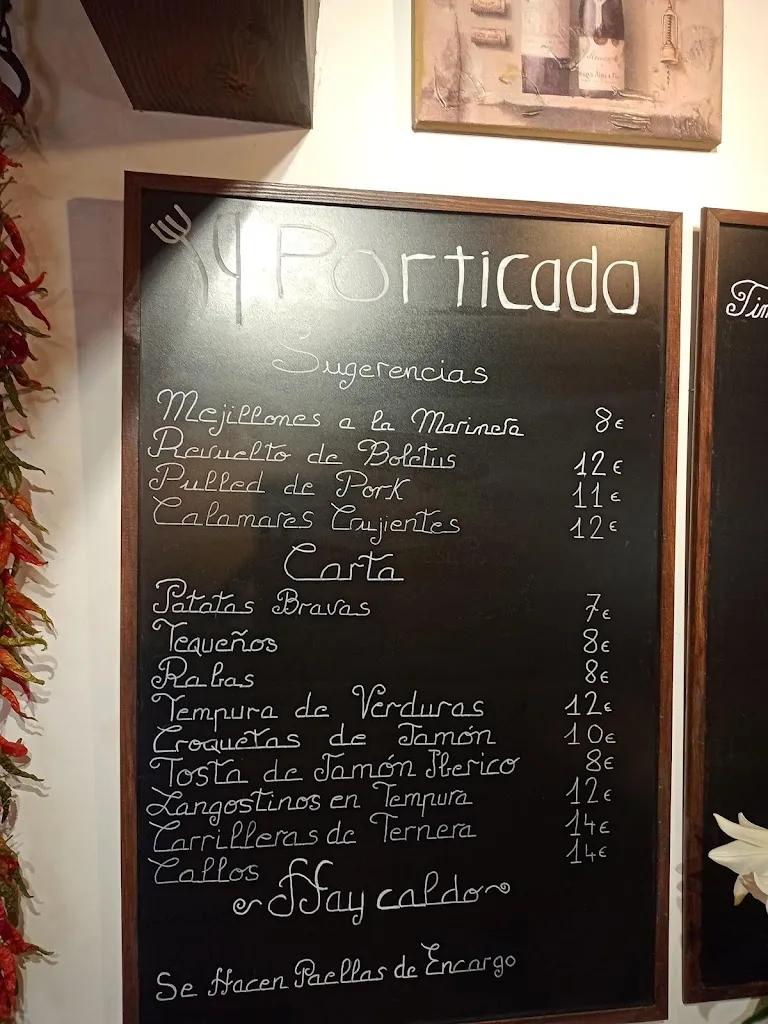 Porticado
Sugerencias
Mejillones a la Marinera 8€
Revuelto de Boletus 12€
Pulled de Pork 11€
Calamares Crujientes 12€
Carta
Patatas Bravas 7€
Tequeños 8€
Rabas 8€
Tempura de Verduras 12€
Croquetas de Jamón 10€
Tosta de Jamón Iberico 8€
Langostinos en Tempura 12€
Carrilleras de Ternera 14€
Callos 14€
Hay caldo
Se Hacen Paellas de Encargo